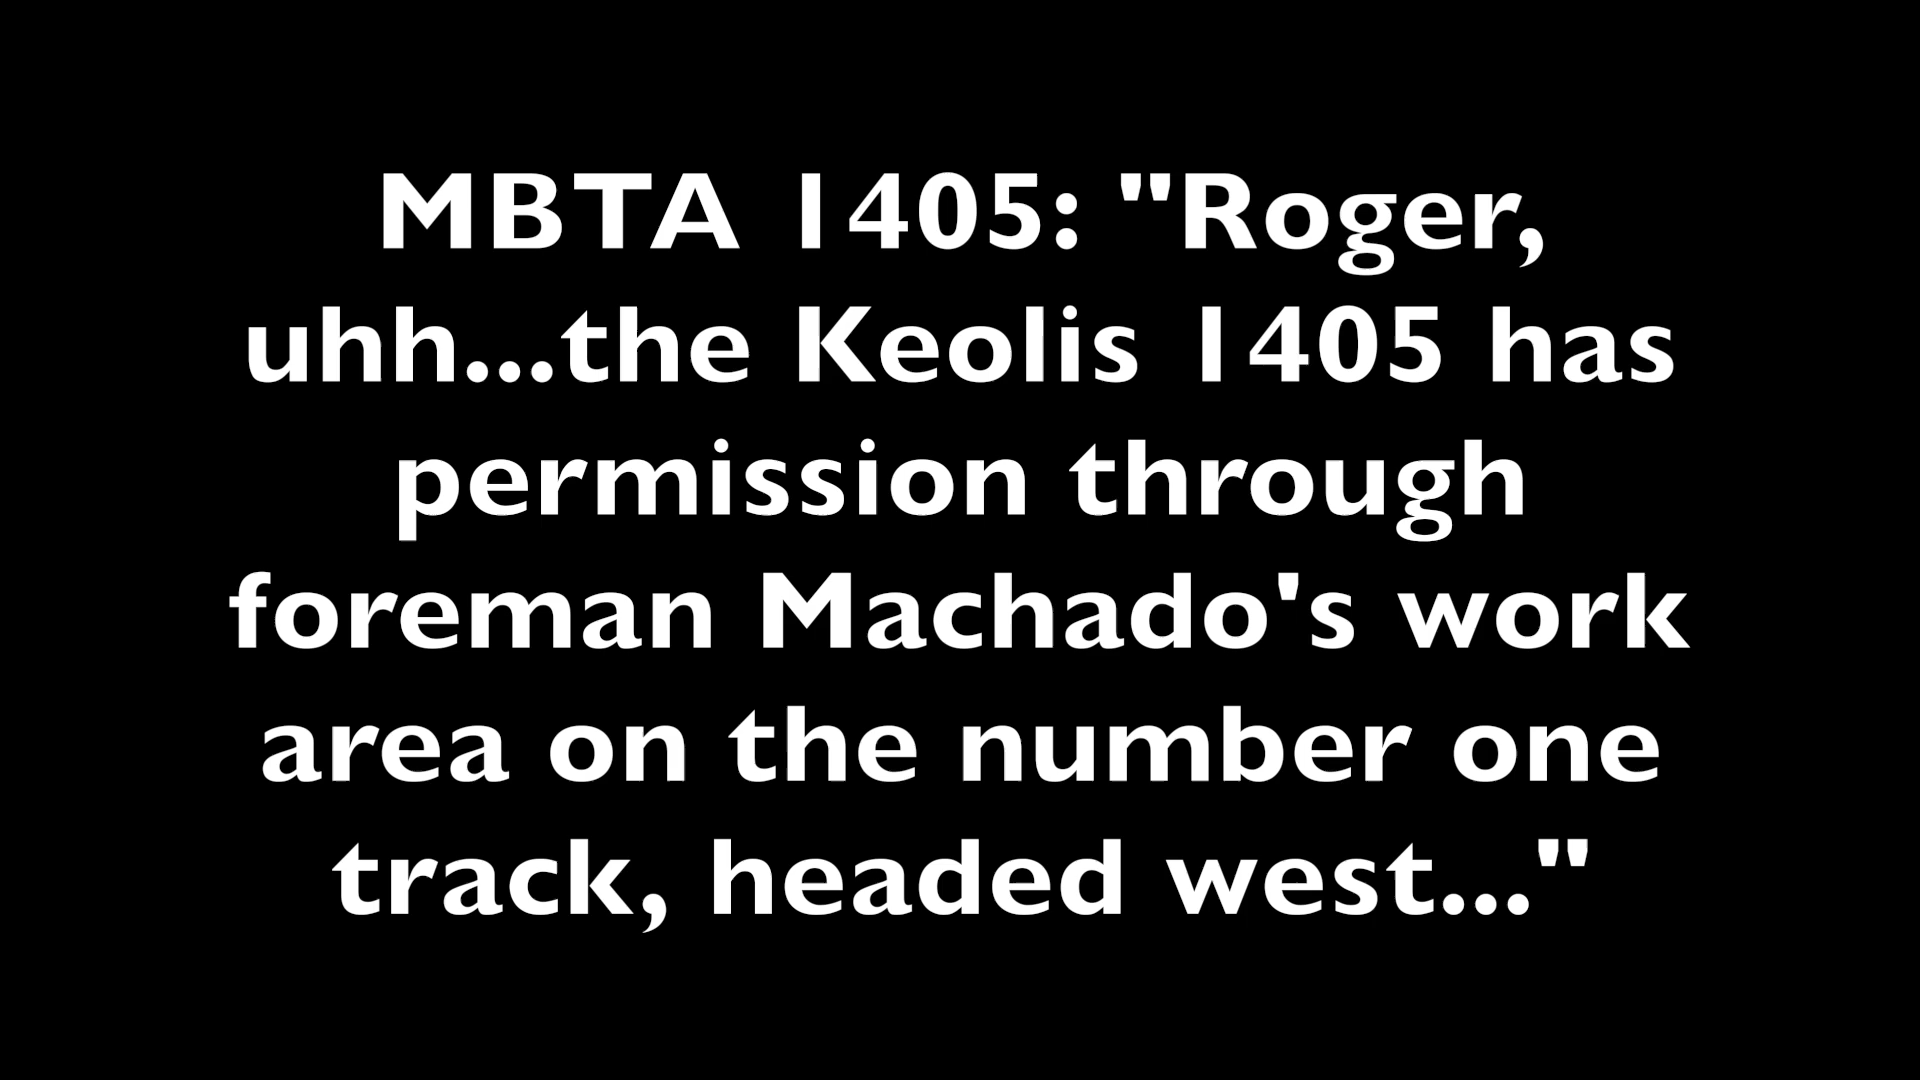 MBTA 1405: "Roger,
uhh...the Keolis 1405 has
permission through
foreman Machado's work
area on the number one
track, headed west..."